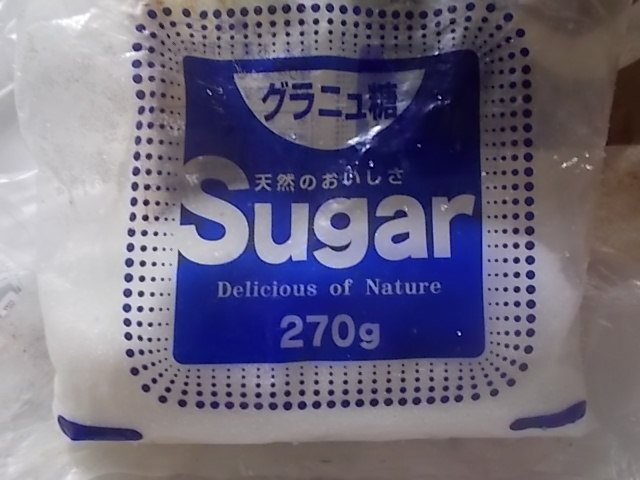 グラニュ糖
天然のおいしさ
Sugar
Delicious of Nature
270g